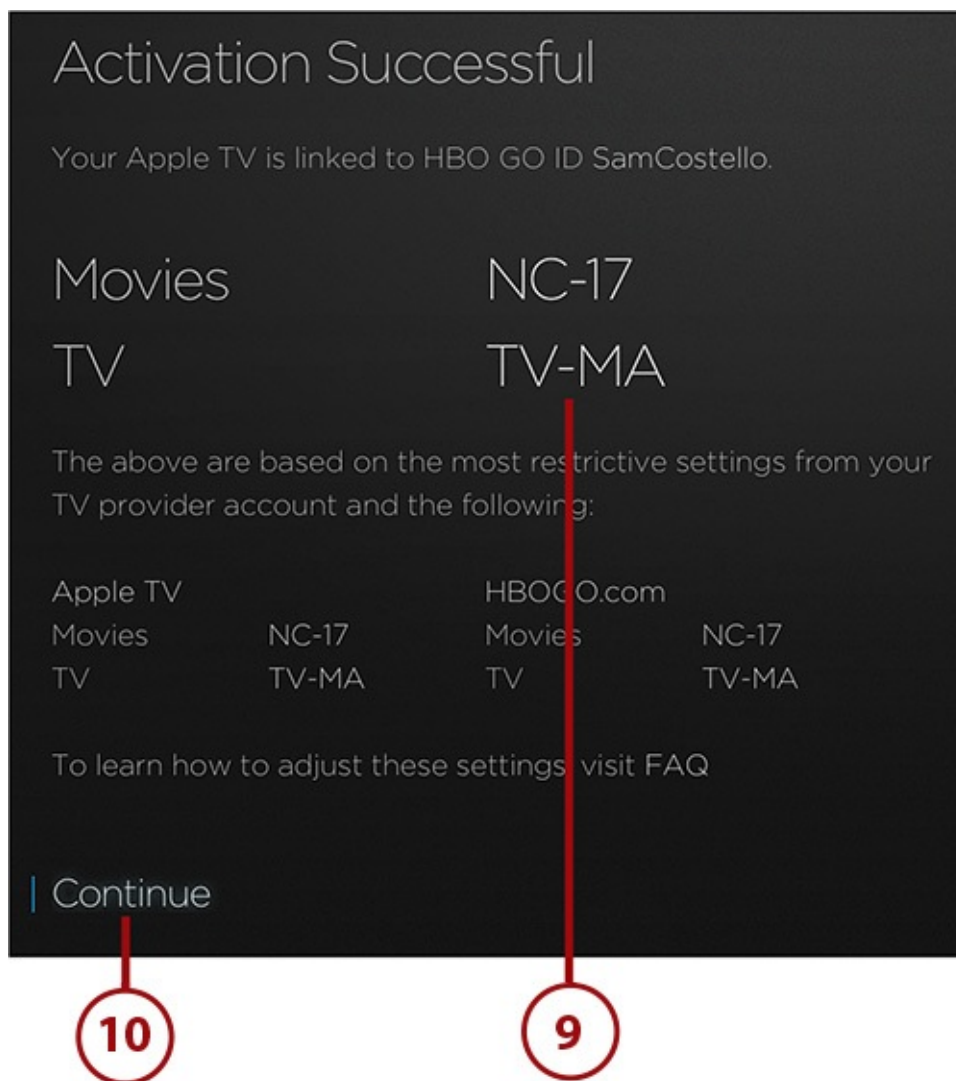 Activation Successful
Your Apple TV is linked to HBO GO ID SamCostello.
Movies NC-17
TV TV-MA
The above are based on the most restrictive settings from your
TV provider account and the following:
Apple TV HBOGO.com
Movies NC-17 Movies NC-17
TV TV-MA TV TV-MA
To learn how to adjust these settings, visit FAQ
Continue
10 9